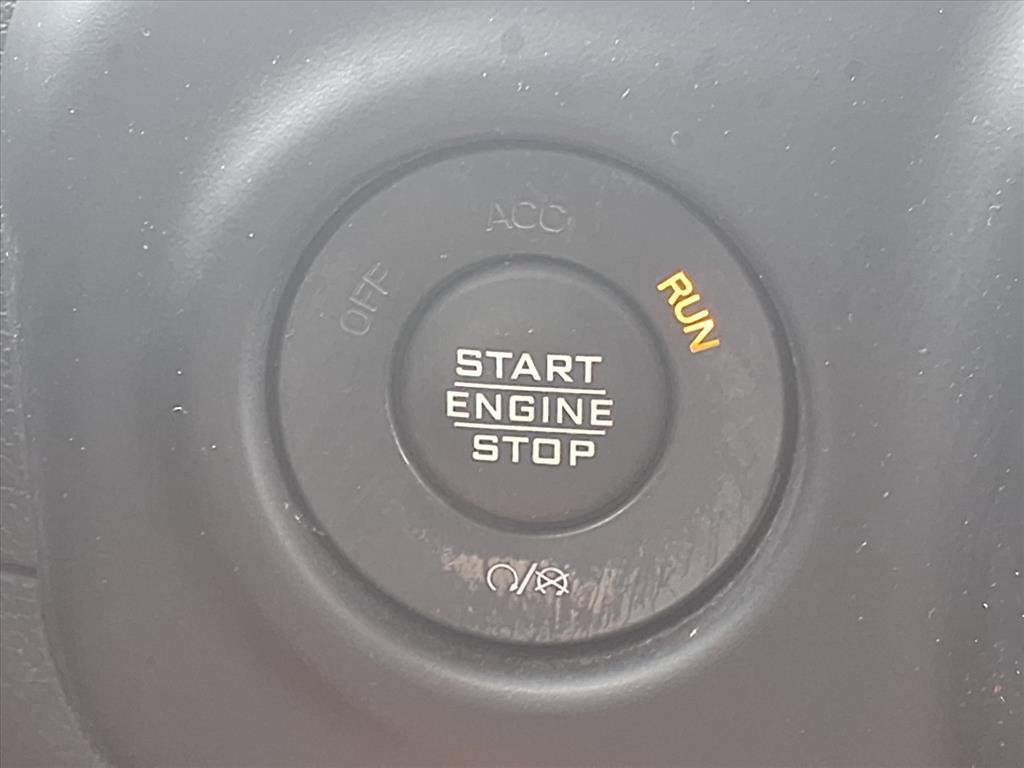 ACC
OFF
RUN
START
ENGINE
STOP